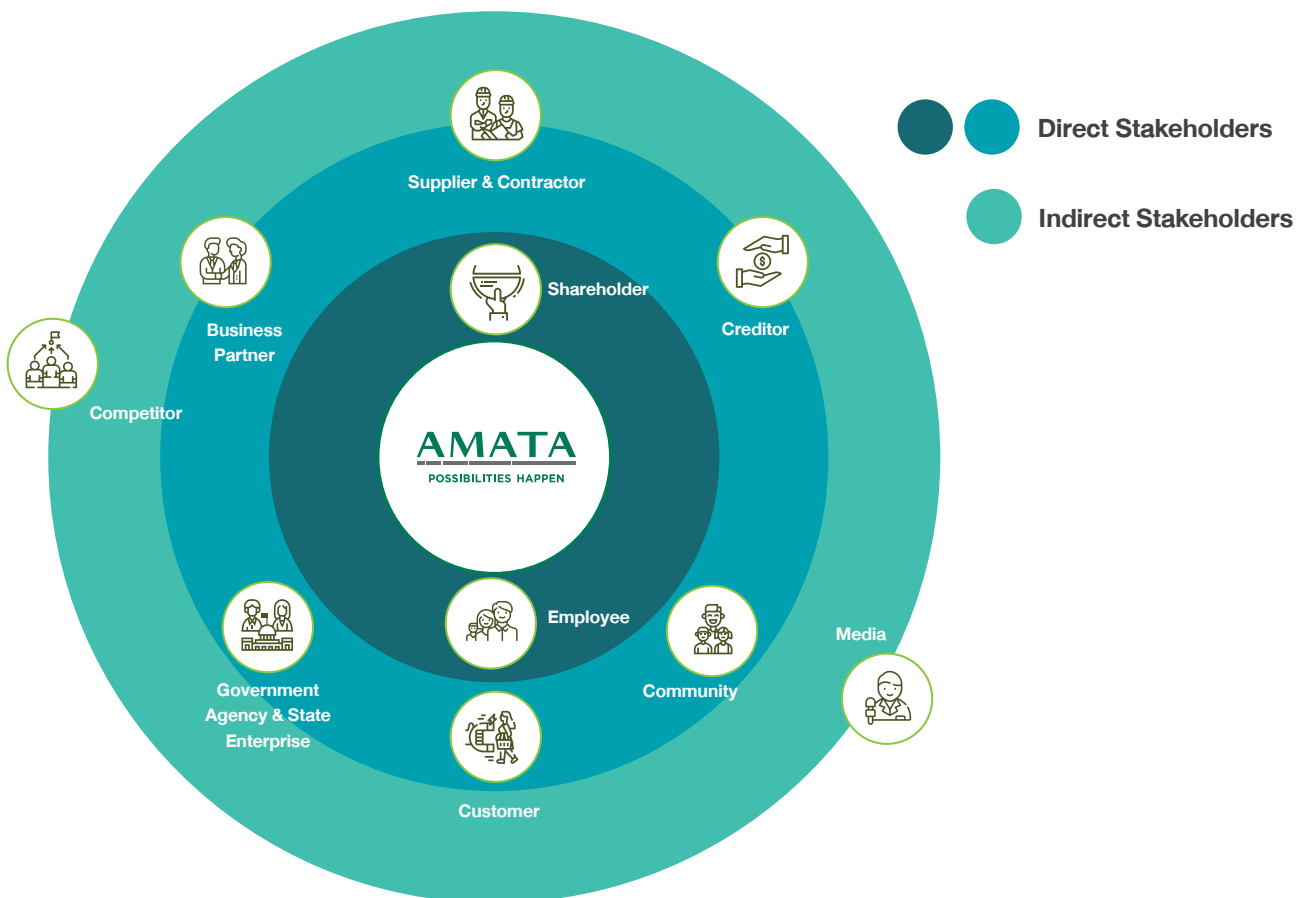 Direct Stakeholders
Supplier & Contractor
Indirect Stakeholders
Shareholder
Business
Partner
Creditor
Competitor
AMATA
POSSIBILITIES HAPPEN
Employee
Media
Government
Agency & State
Enterprise
Community
Customer